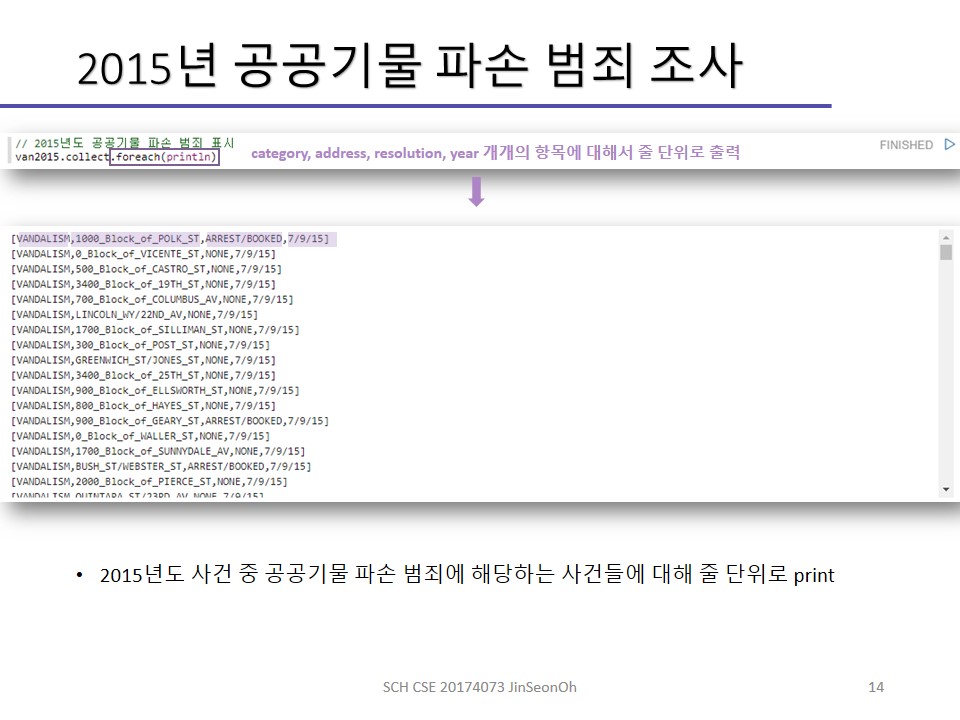 2015년 공공기물 파손 범죄 조사
// 2015년도 공공기물 파손 범죄 표시
van2015.collect.foreach(println)
category, address, resolution, year 개개의 항목에 대해서 줄 단위로 출력
FINISHED
[VANDALISM,1000_Block_of_POLK_ST,ARREST/BOOKED,7/9/15]
[VANDALISM,0_Block_of_VICENTE_ST,NONE,7/9/15]
[VANDALISM,500_Block_of_CASTRO_ST,NONE,7/9/15]
[VANDALISM,3400_Block_of_19TH_ST,NONE,7/9/15]
[VANDALISM,700_Block_of_COLUMBUS_AV,NONE,7/9/15]
[VANDALISM,LINCOLN_WY/22ND_AV,NONE,7/9/15]
[VANDALISM,1700_Block_of_SILLIMAN_ST,NONE,7/9/15]
[VANDALISM,300_Block_of_POST_ST,NONE,7/9/15]
[VANDALISM,GREENWICH_ST/JONES_ST,NONE,7/9/15]
[VANDALISM,3400_Block_of_25TH_ST,NONE,7/9/15]
[VANDALISM,900_Block_of_ELLSWORTH_ST,NONE,7/9/15]
[VANDALISM,800_Block_of_HAYES_ST,NONE,7/9/15]
[VANDALISM,900_Block_of_GEARY_ST,ARREST/BOOKED,7/9/15]
[VANDALISM,0_Block_of_WALLER_ST,NONE,7/9/15]
[VANDALISM,1700_Block_of_SUNNYDALE_AV,NONE,7/9/15]
[VANDALISM,BUSH_ST/WEBSTER_ST,ARREST/BOOKED,7/9/15]
[VANDALISM,2000_Block_of_PIERCE_ST,NONE,7/9/15]
[VANDALISM,QUINTARA_ST/23RD_AV,NONE,7/9/15]
• 2015년도 사건 중 공공기물 파손 범죄에 해당하는 사건들에 대해 줄 단위로 print
SCH CSE 20174073 JinSeonOh
14